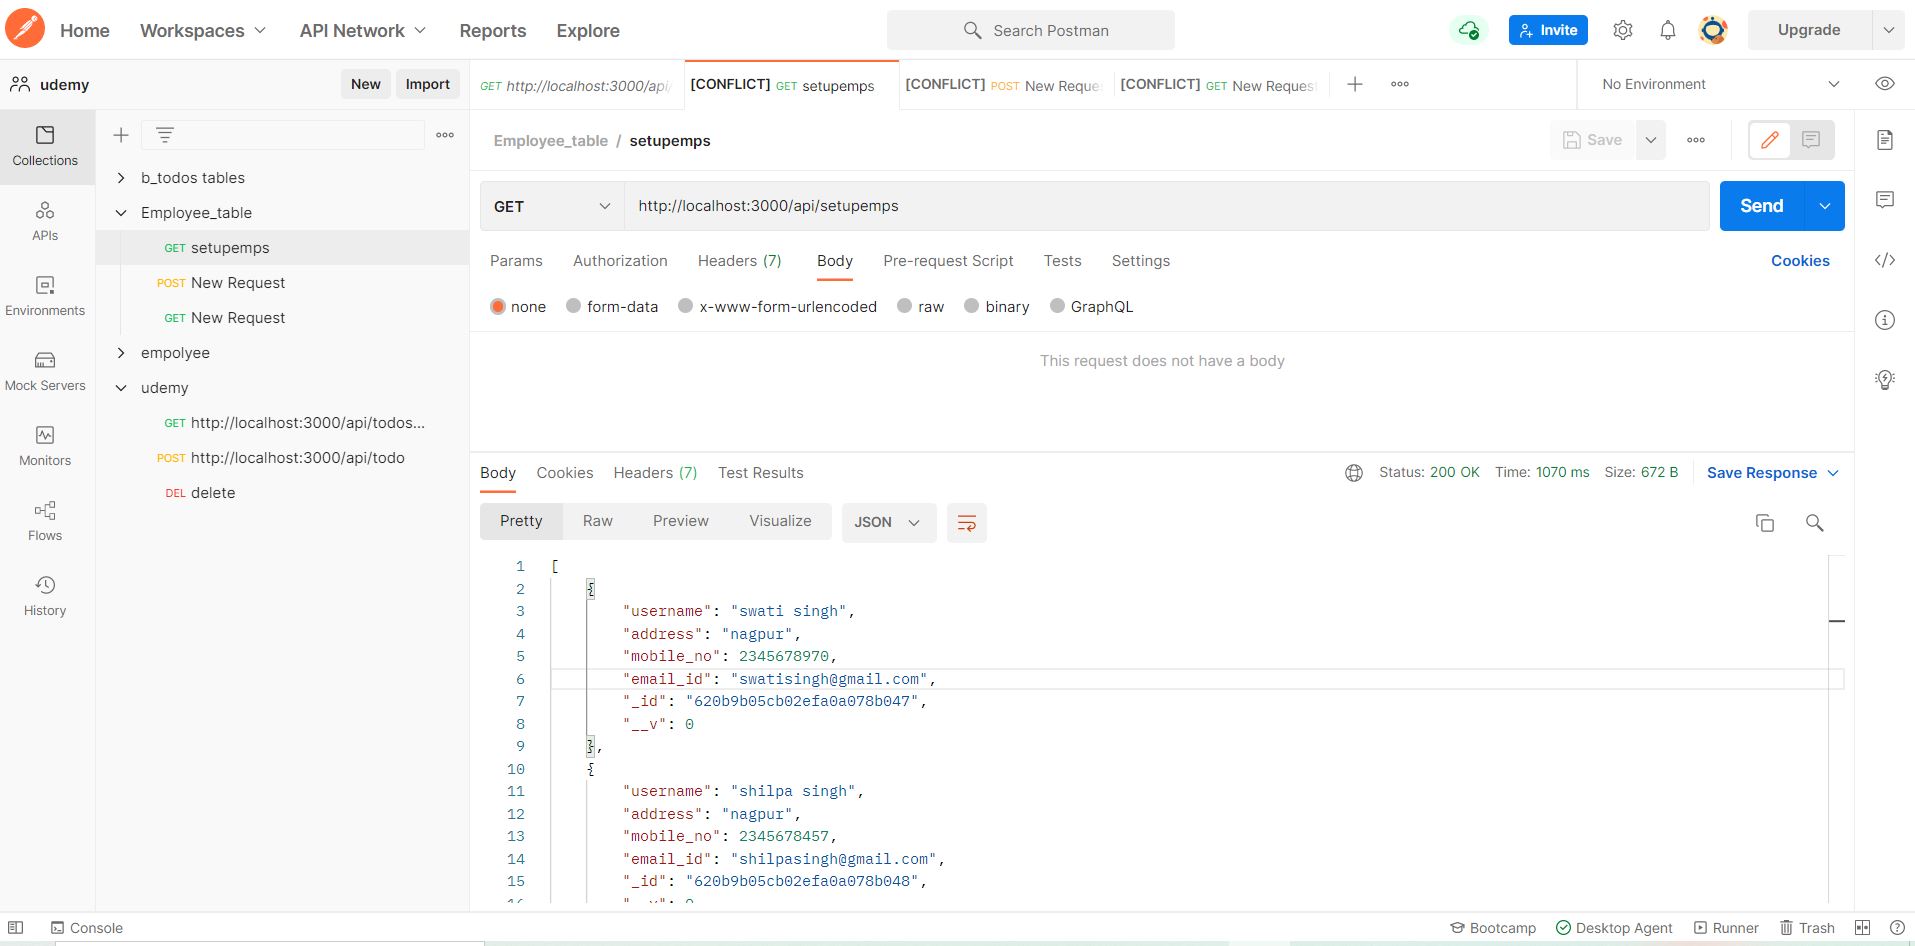 Home Workspaces API Network Reports Explore Search Postman Invite Upgrade
udemy New Import
GET http://localhost:3000/api/ [CONFLICT] GET setupemps [CONFLICT] POST New Reque [CONFLICT] GET New Reques No Environment
Collections
APIs
Environments
Mock Servers
Monitors
Flows
History
b_todos tables
Employee_table
GET setupemps
POST New Request
GET New Request
empolyee
udemy
GET http://localhost:3000/api/todos...
POST http://localhost:3000/api/todo
DEL delete
Employee_table / setupemps Save
GET http://localhost:3000/api/setupemps Send
Params Authorization Headers (7) Body Pre-request Script Tests Settings Cookies
none form-data x-www-form-urlencoded raw binary GraphQL
This request does not have a body
Body Cookies Headers (7) Test Results Status: 200 OK Time: 1070 ms Size: 672 B Save Response
Pretty Raw Preview Visualize JSON
1 [
2 {
3 "username": "swati singh",
4 "address": "nagpur",
5 "mobile_no": 2345678970,
6 "email_id": "swatisingh@gmail.com",
7 "_id": "620b9b05cb02efa0a078b047",
8 "__v": 0
9 },
10 {
11 "username": "shilpa singh",
12 "address": "nagpur",
13 "mobile_no": 2345678457,
14 "email_id": "shilpasingh@gmail.com",
15 "_id": "620b9b05cb02efa0a078b048",
Console Bootcamp Desktop Agent Runner Trash